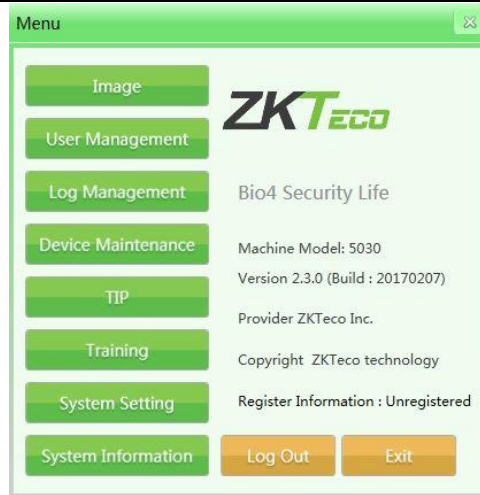 Menu
Image
User Management
Log Management
Device Maintenance
TIP
Training
System Setting
System Information
ZKTeco
Bio4 Security Life
Machine Model: 5030
Version 2.3.0 (Build : 20170207)
Provider ZKTeco Inc.
Copyright ZKTeco technology
Register Information : Unregistered
Log Out
Exit